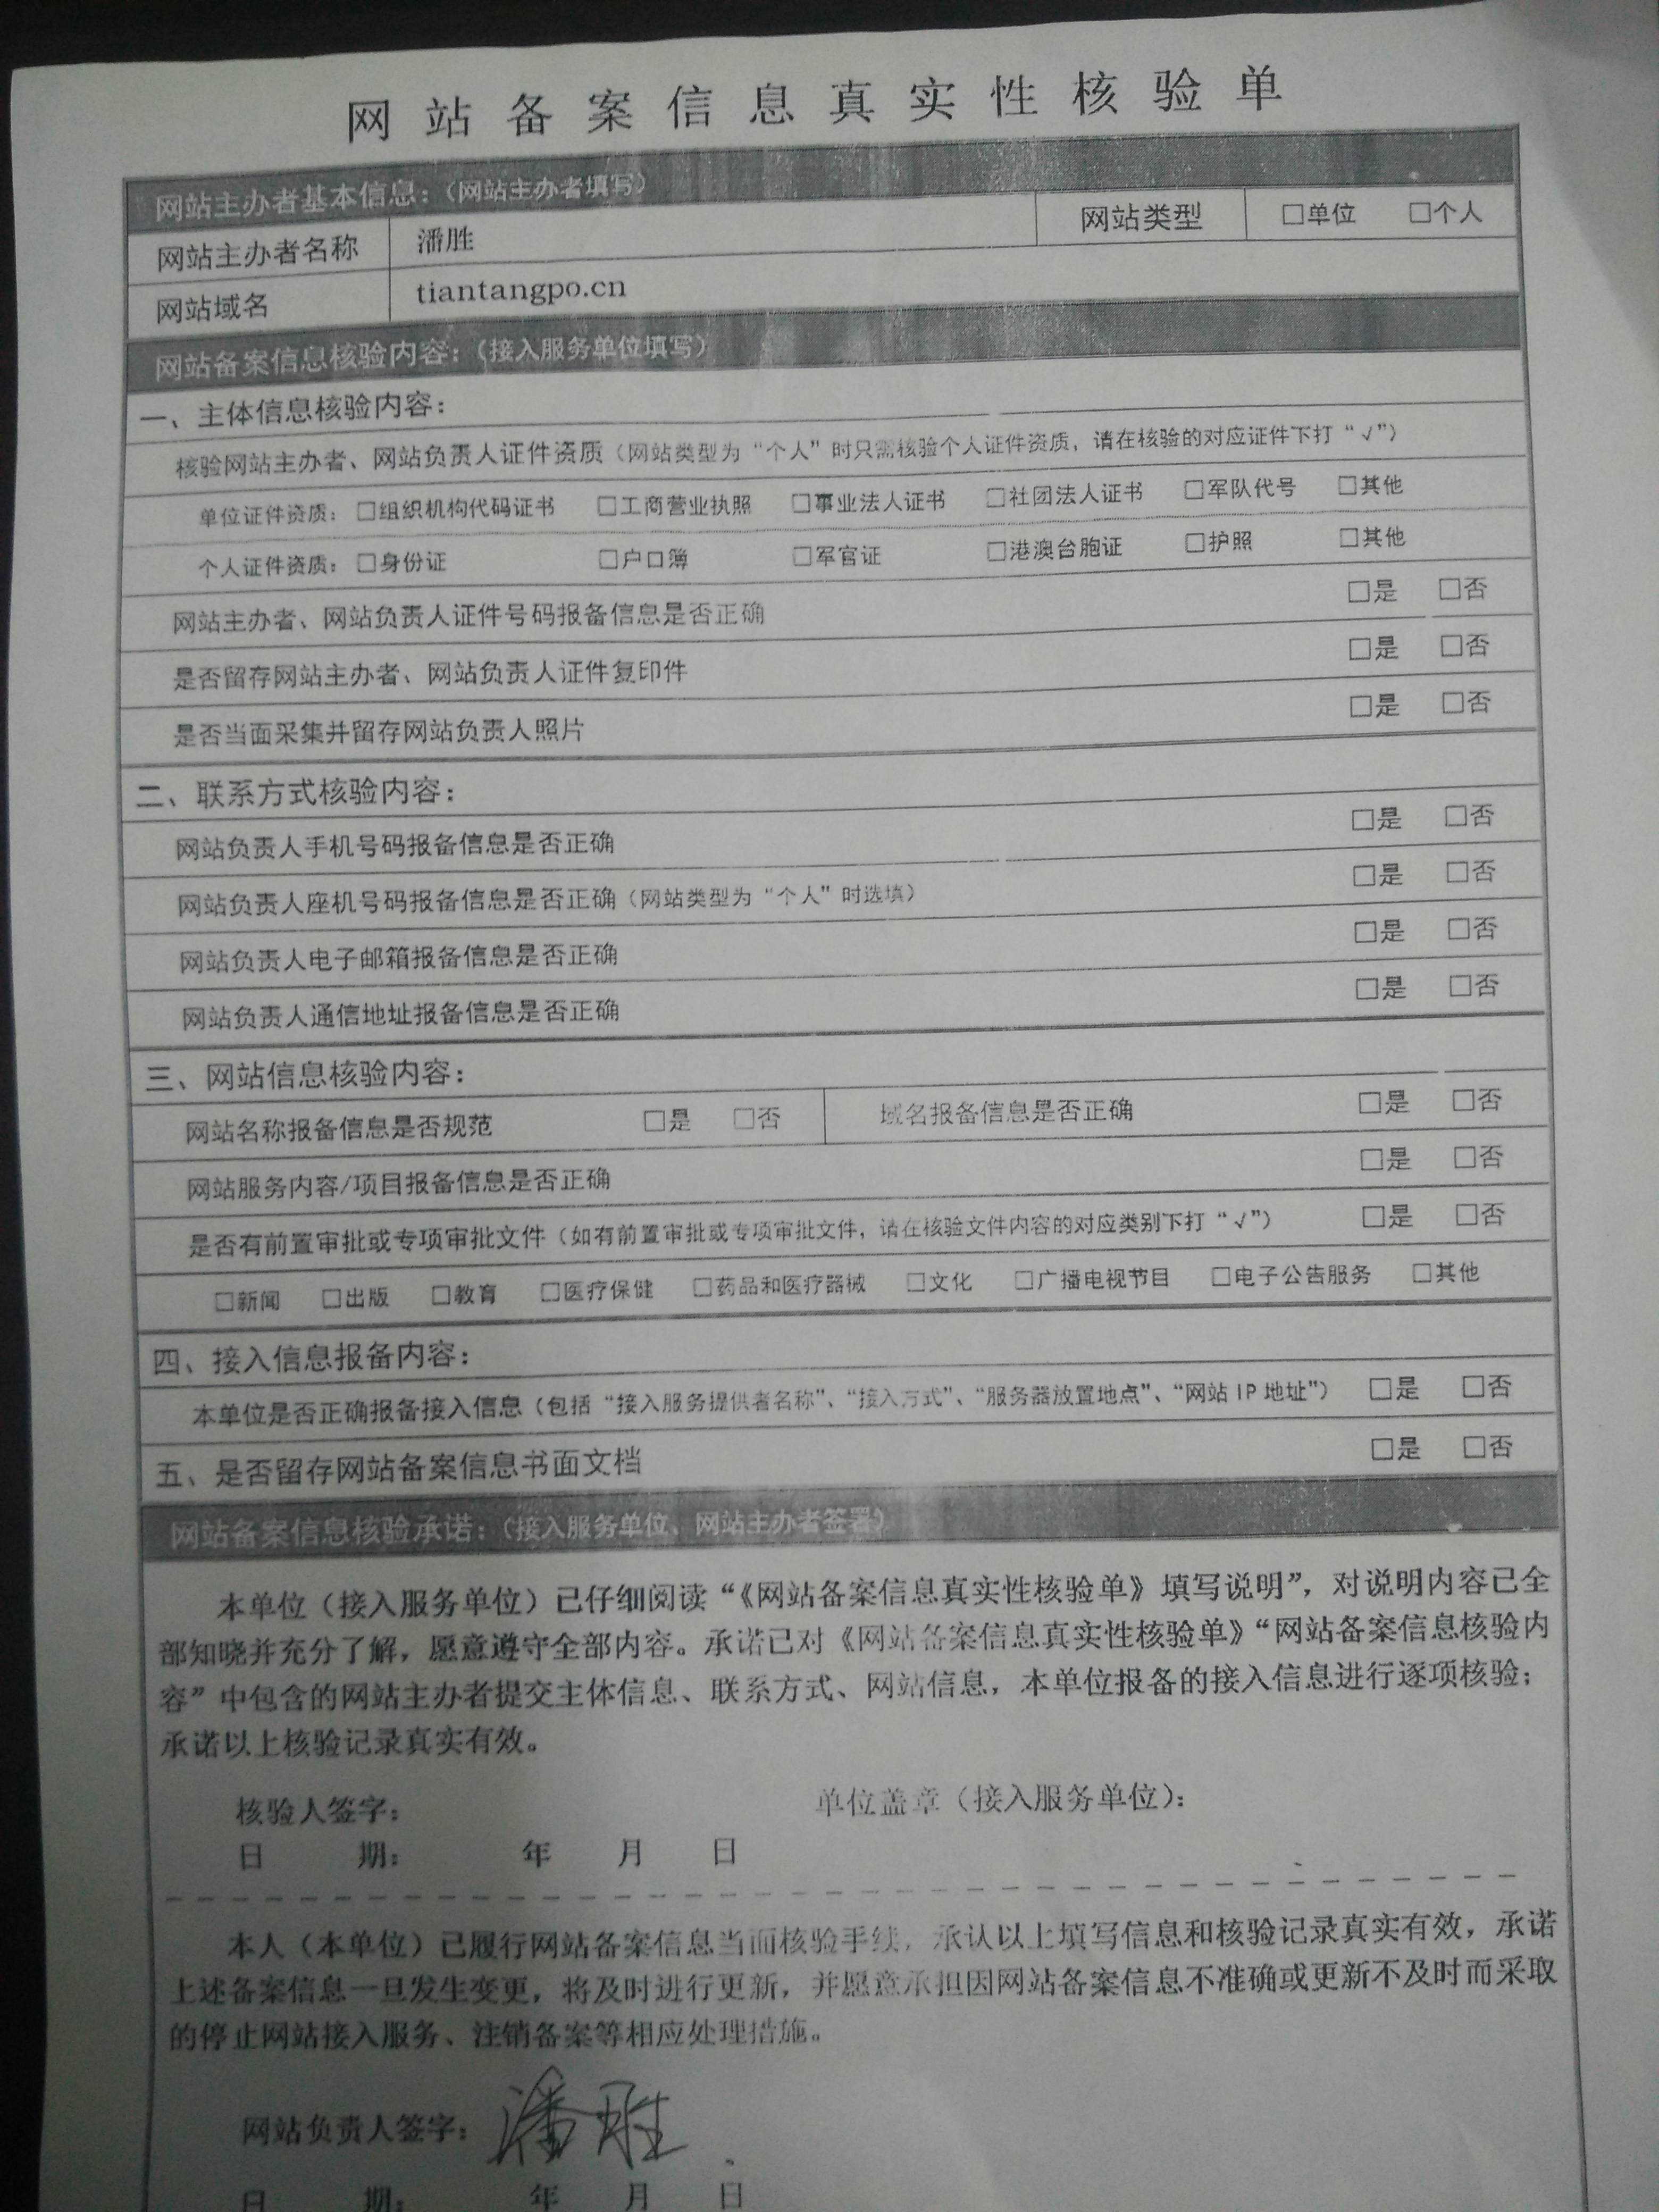 网站备案信息真实性核验单
网站主办者基本信息：（网站主办者填写）
网站主办者名称 潘胜 网站类型 □单位 □个人
网站域名 tiantangpo.cn
网站备案信息核验内容：（接入服务单位填写）
一、主体信息核验内容：
核验网站主办者、网站负责人证件资质（网站类型为“个人”时只需核验个人证件资质，请在核验的对应证件下打“√”）
单位证件资质：□组织机构代码证书 □工商营业执照 □事业法人证书 □社团法人证书 □军队代号 □其他
个人证件资质：□身份证 □户口簿 □军官证 □港澳台胞证 □护照 □其他
网站主办者、网站负责人证件号码报备信息是否正确 □是 □否
是否留存网站主办者、网站负责人证件复印件 □是 □否
是否当面采集并留存网站负责人照片 □是 □否
二、联系方式核验内容：
网站负责人手机号码报备信息是否正确 □是 □否
网站负责人座机号码报备信息是否正确（网站类型为“个人”时选填） □是 □否
网站负责人电子邮箱报备信息是否正确 □是 □否
网站负责人通信地址报备信息是否正确 □是 □否
三、网站信息核验内容：
网站名称报备信息是否规范 □是 □否 域名报备信息是否正确 □是 □否
网站服务内容/项目报备信息是否正确 □是 □否
是否有前置审批或专项审批文件（如有前置审批或专项审批文件，请在核验文件内容的对应类别下打“√”） □是 □否
□新闻 □出版 □教育 □医疗保健 □药品和医疗器械 □文化 □广播电视节目 □电子公告服务 □其他
四、接入信息报备内容：
本单位是否正确报备接入信息（包括“接入服务提供者名称”、“接入方式”、“服务器放置地点”、“网站 IP 地址”） □是 □否
五、是否留存网站备案信息书面文档 □是 □否
网站备案信息核验承诺：（接入服务单位、网站主办者签署）
本单位（接入服务单位）已仔细阅读“《网站备案信息真实性核验单》填写说明”，对说明内容已全
部知晓并充分了解，愿意遵守全部内容。承诺已对《网站备案信息真实性核验单》“网站备案信息核验内
容”中包含的网站主办者提交主体信息、联系方式、网站信息，本单位报备的接入信息进行逐项核验；
承诺以上核验记录真实有效。
核验人签字： 单位盖章（接入服务单位）：
日 期： 年 月 日
本人（本单位）已履行网站备案信息当面核验手续，承认以上填写信息和核验记录真实有效，承诺
上述备案信息一旦发生变更，将及时进行更新，并愿意承担因网站备案信息不准确或更新不及时而采取
的停止网站接入服务、注销备案等相应处理措施。
网站负责人签字：潘胜
日 期： 年 月 日